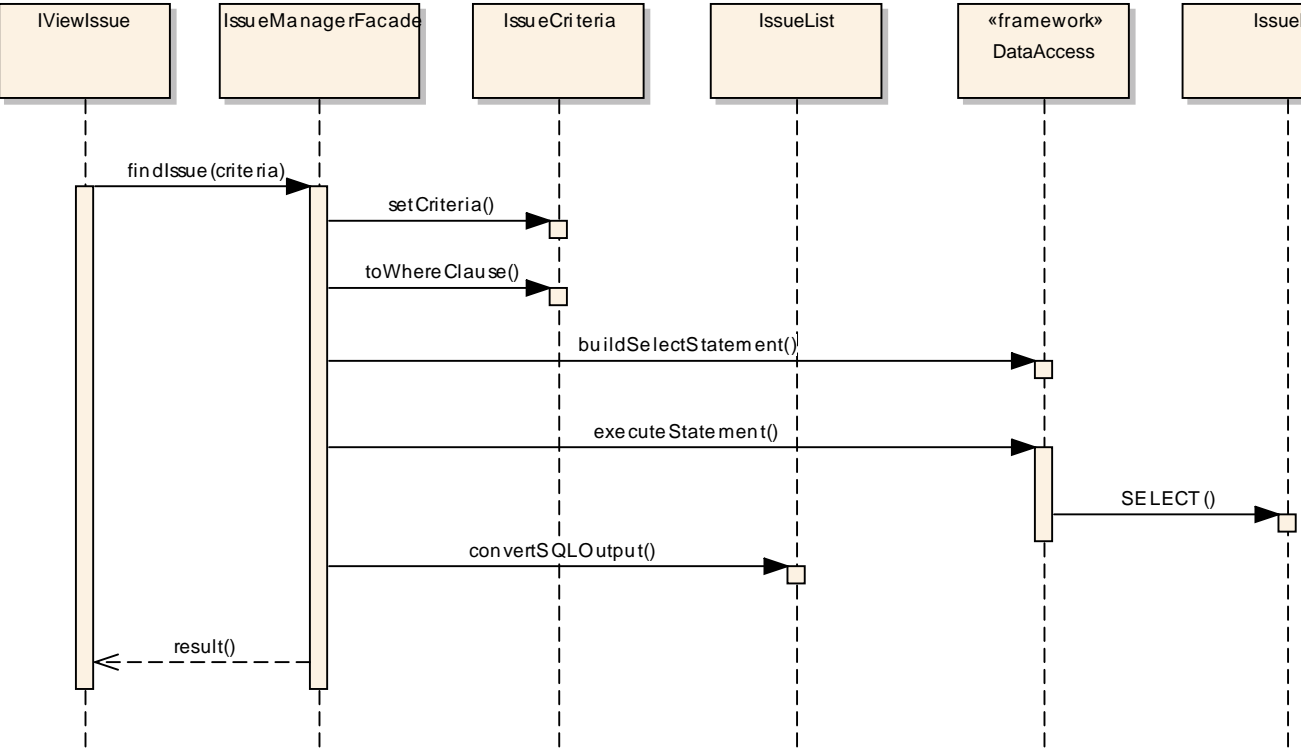 IViewIssue
IssueManagerFacade
IssueCriteria
IssueList
«framework»
DataAccess
findIssue(criteria)
setCriteria()
toWhereClause()
buildSelectStatement()
executeStatement()
SELECT()
convertSQLOutput()
result()